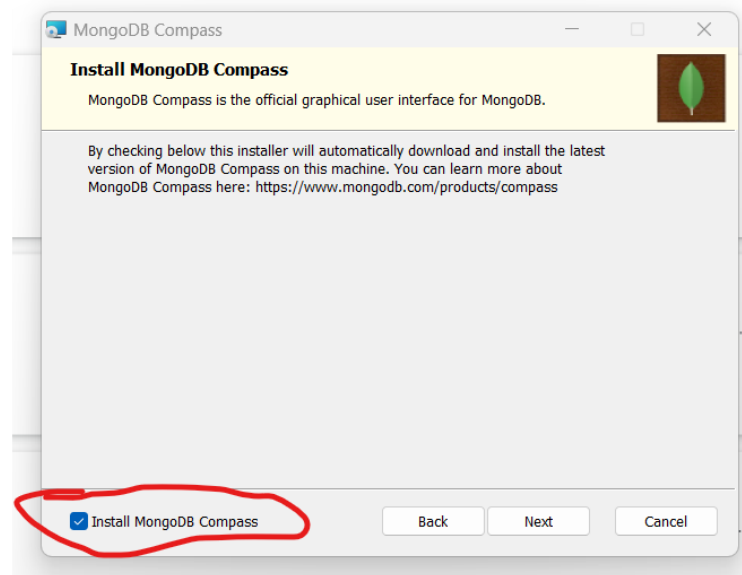 MongoDB Compass
Install MongoDB Compass
MongoDB Compass is the official graphical user interface for MongoDB.
By checking below this installer will automatically download and install the latest
version of MongoDB Compass on this machine. You can learn more about
MongoDB Compass here: https://www.mongodb.com/products/compass
Install MongoDB Compass
Back
Next
Cancel